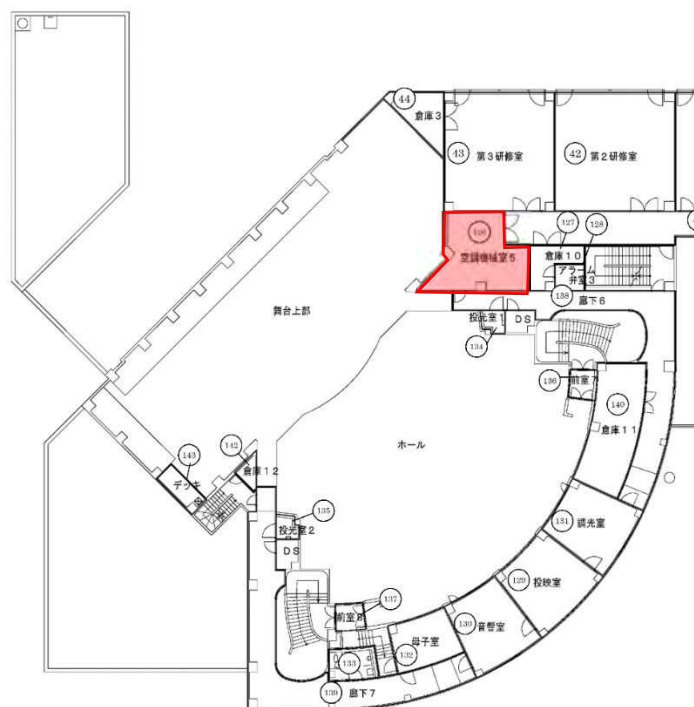 44
倉庫3
43
第3研修室
42
第2研修室
126
空調機械室5
127
128
倉庫10
アラーム
弁室3
138
廊下6
舞台上部
投光室1
DS
134
136
前室7
140
倉庫11
ホール
142
倉庫12
143
デッキ
135
投光室2
DS
131
調光室
129
投映室
137
前室8
130
音響室
母子室
132
133
139
廊下7